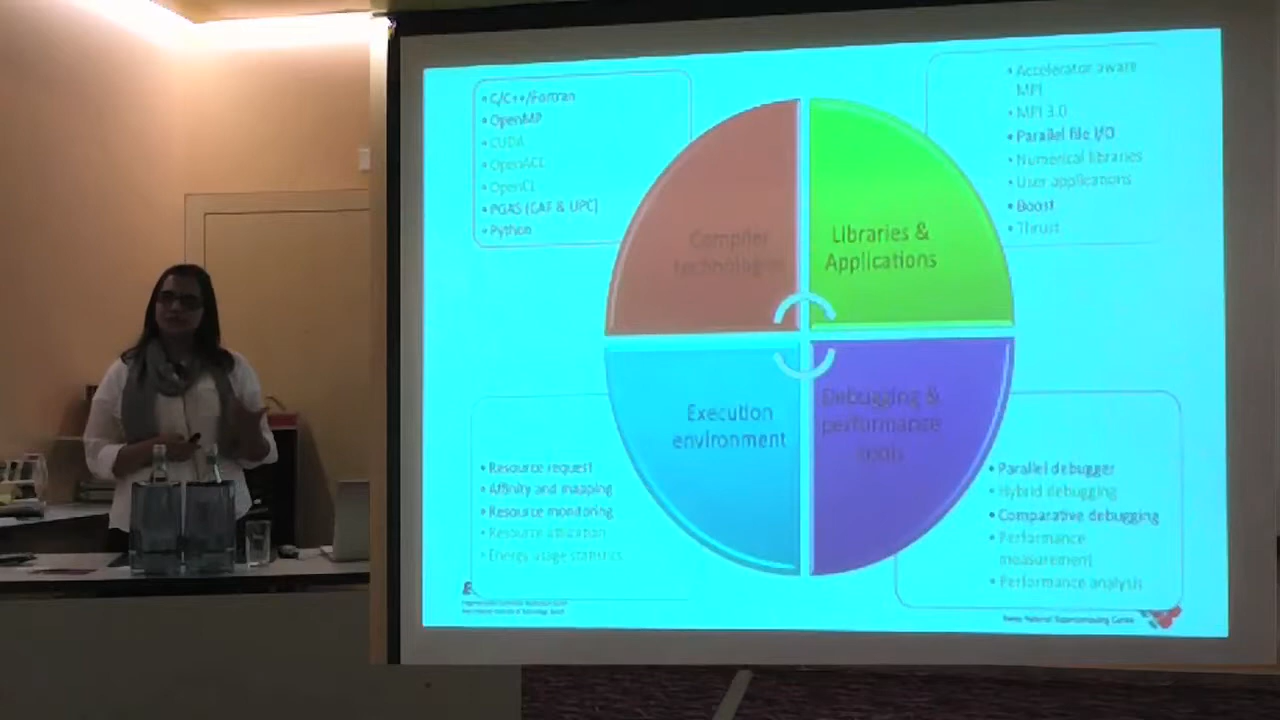 • C/C++/Fortran
• OpenMP
• CUDA
• OpenACC
• OpenCL
• PGAS (CAF & UPC)
• Python
• Accelerator aware
MPI
• MPI 3.0
• Parallel file I/O
• Numerical libraries
• User applications
• Boost
• Thrust
Compiler
technologies
Libraries &
Applications
Execution
environment
Debugging &
performance
tools
• Resource request
• Affinity and mapping
• Resource monitoring
• Resource utilization
• Energy usage statistics
• Parallel debugger
• Hybrid debugging
• Comparative debugging
• Performance
measurement
• Performance analysis
Swiss National Supercomputing Centre